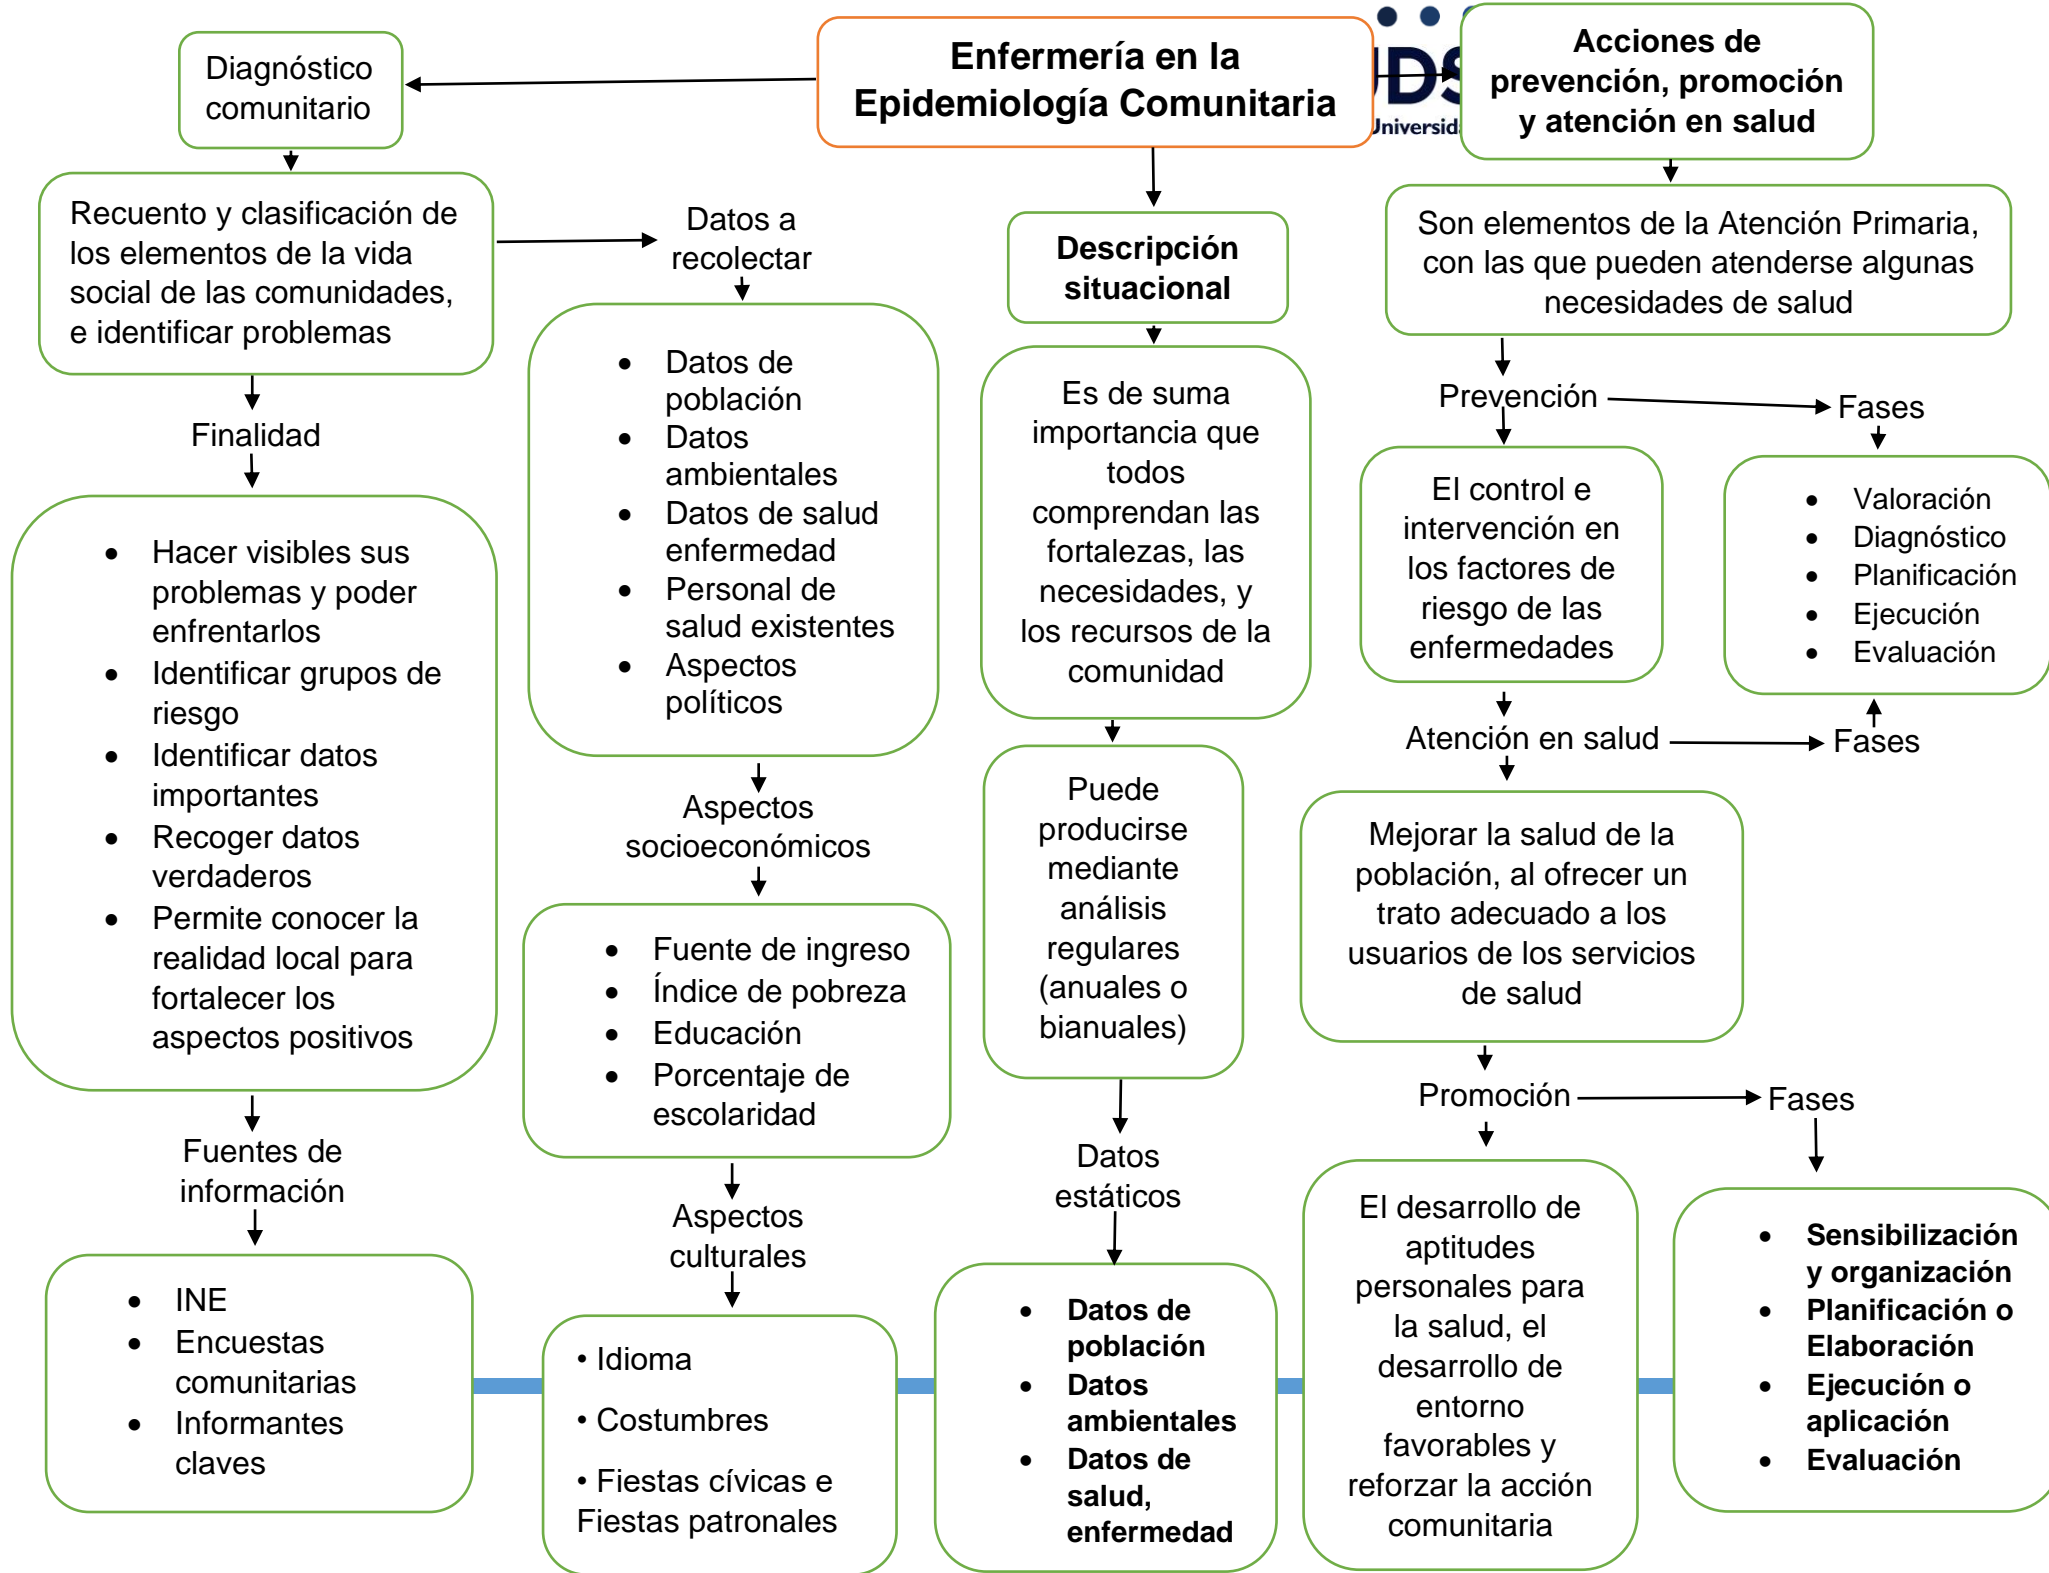 Enfermería en la
Epidemiología Comunitaria
Diagnóstico
comunitario
Recuento y clasificación de
los elementos de la vida
social de las comunidades,
e identificar problemas
Finalidad
• Hacer visibles sus
problemas y poder
enfrentarlos
• Identificar grupos de
riesgo
• Identificar datos
importantes
• Recoger datos
verdaderos
• Permite conocer la
realidad local para
fortalecer los
aspectos positivos
Fuentes de
información
• INE
• Encuestas
comunitarias
• Informantes
claves
Datos a
recolectar
• Datos de
población
• Datos
ambientales
• Datos de salud
enfermedad
• Personal de
salud existentes
• Aspectos
políticos
Aspectos
socioeconómicos
• Fuente de ingreso
• Índice de pobreza
• Educación
• Porcentaje de
escolaridad
Aspectos
culturales
• Idioma
• Costumbres
• Fiestas cívicas e
Fiestas patronales
Descripción
situacional
Es de suma
importancia que
todos
comprendan las
fortalezas, las
necesidades, y
los recursos de la
comunidad
Puede
producirse
mediante
análisis
regulares
(anuales o
bianuales)
Datos
estáticos
• Datos de
población
• Datos
ambientales
• Datos de
salud,
enfermedad
Acciones de
prevención, promoción
y atención en salud
Son elementos de la Atención Primaria,
con las que pueden atenderse algunas
necesidades de salud
Prevención
Fases
El control e
intervención en
los factores de
riesgo de las
enfermedades
• Valoración
• Diagnóstico
• Planificación
• Ejecución
• Evaluación
Atención en salud
Fases
Mejorar la salud de la
población, al ofrecer un
trato adecuado a los
usuarios de los servicios
de salud
Promoción
Fases
El desarrollo de
aptitudes
personales para
la salud, el
desarrollo de
entorno
favorables y
reforzar la acción
comunitaria
• Sensibilización
y organización
• Planificación o
Elaboración
• Ejecución o
aplicación
• Evaluación